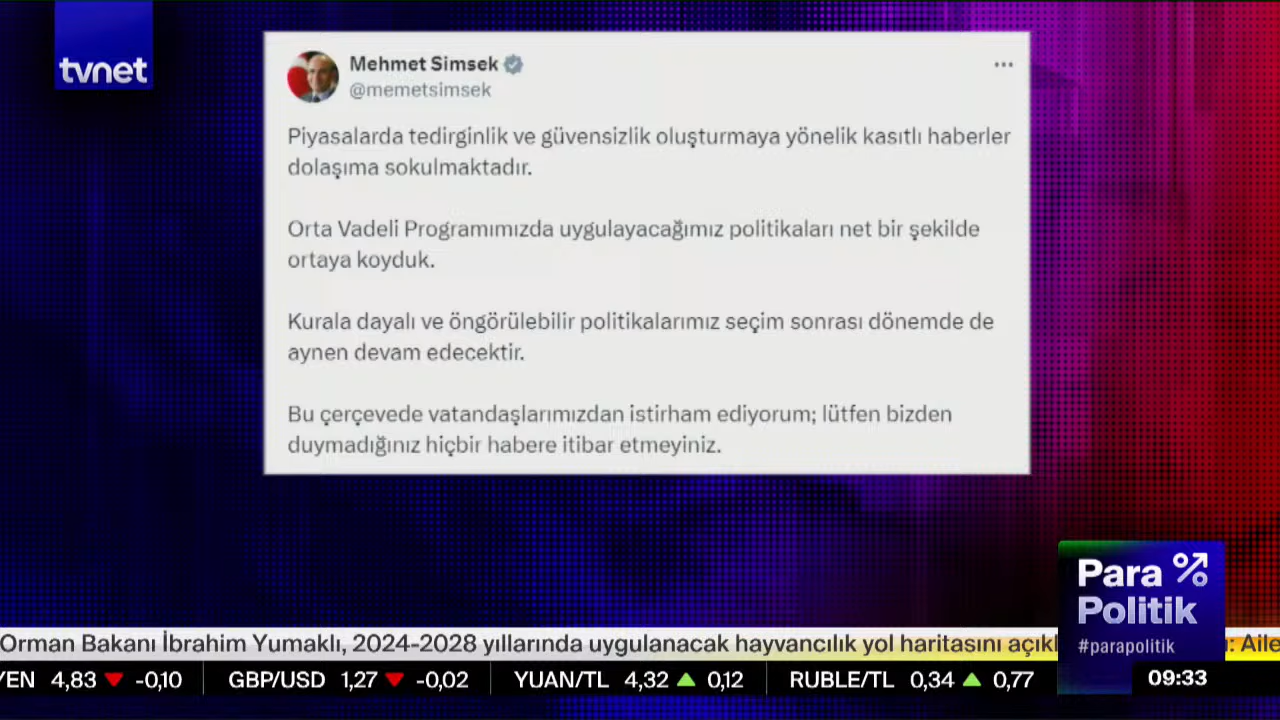 tvnet
Mehmet Simsek
@memetsimsek
Piyasalarda tedirginlik ve güvensizlik oluşturmaya yönelik kasıtlı haberler
dolaşıma sokulmaktadır.
Orta Vadeli Programımızda uygulayacağımız politikaları net bir şekilde
ortaya koyduk.
Kurala dayalı ve öngörülebilir politikalarımız seçim sonrası dönemde de
aynen devam edecektir.
Bu çerçevede vatandaşlarımızdan istirham ediyorum; lütfen bizden
duymadığınız hiçbir habere itibar etmeyiniz.
Para
Politik
#parapolitik
Orman Bakanı İbrahim Yumaklı, 2024-2028 yıllarında uygulanacak hayvancılık yol haritasını açıkl : Aile
YEN 4,83 -0,10 GBP/USD 1,27 -0,02 YUAN/TL 4,32 0,12 RUBLE/TL 0,34 0,77
09:33